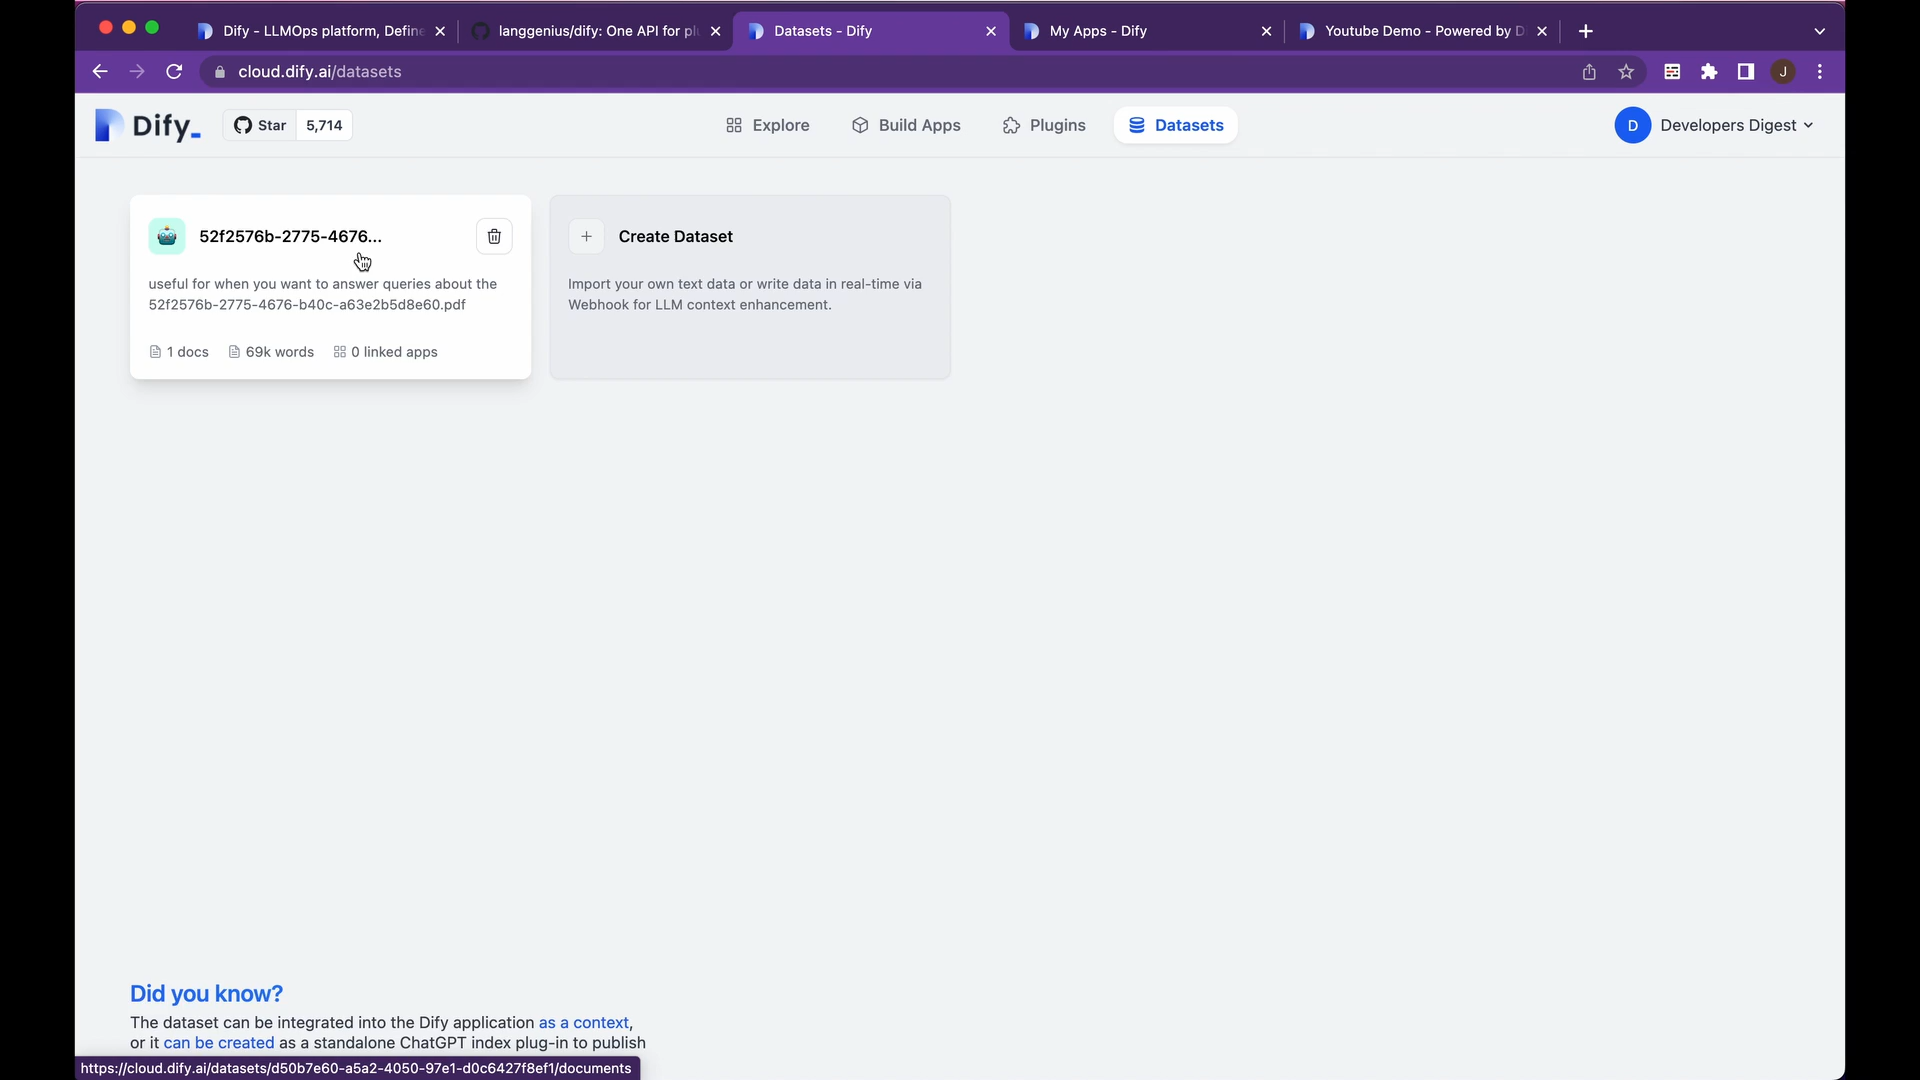 Dify - LLMOps platform, Define
langgenius/dify: One API for pl
Datasets - Dify
My Apps - Dify
Youtube Demo - Powered by D
cloud.dify.ai/datasets
J
Dify_
Star 5,714
Explore
Build Apps
Plugins
Datasets
D
Developers Digest
52f2576b-2775-4676...
useful for when you want to answer queries about the
52f2576b-2775-4676-b40c-a63e2b5d8e60.pdf
1 docs
69k words
0 linked apps
Create Dataset
Import your own text data or write data in real-time via
Webhook for LLM context enhancement.
Did you know?
The dataset can be integrated into the Dify application as a context,
or it can be created as a standalone ChatGPT index plug-in to publish
https://cloud.dify.ai/datasets/d50b7e60-a5a2-4050-97e1-d0c6427f8ef1/documents